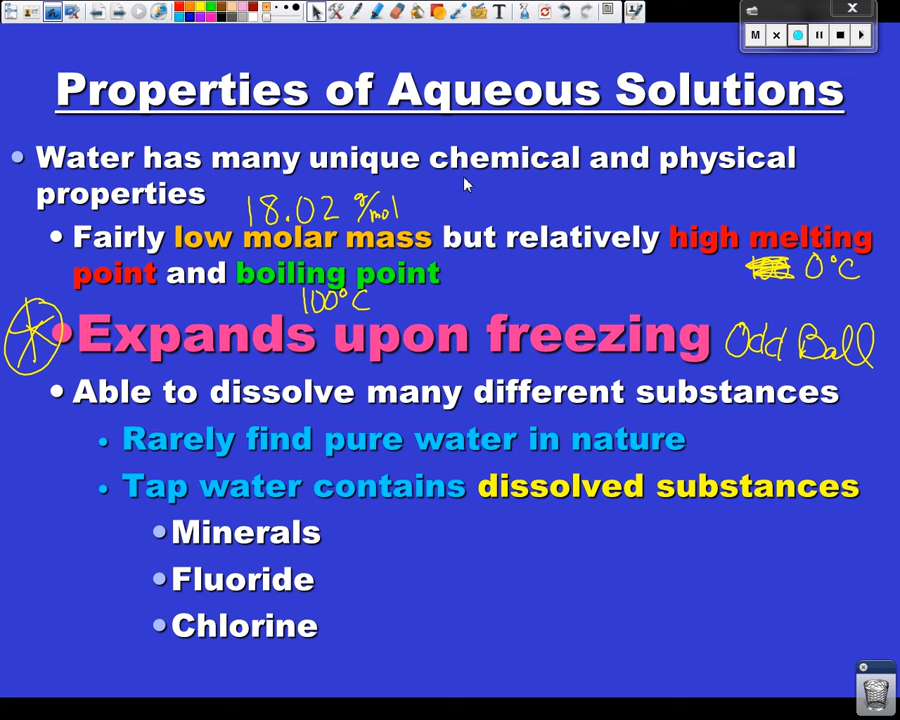 M
Properties of Aqueous Solutions
• Water has many unique chemical and physical
properties
18.02 g/mol
• Fairly low molar mass but relatively high melting
point and boiling point
0°C
100°C
• Expands upon freezing Odd Ball
• Able to dissolve many different substances
• Rarely find pure water in nature
• Tap water contains dissolved substances
• Minerals
• Fluoride
• Chlorine